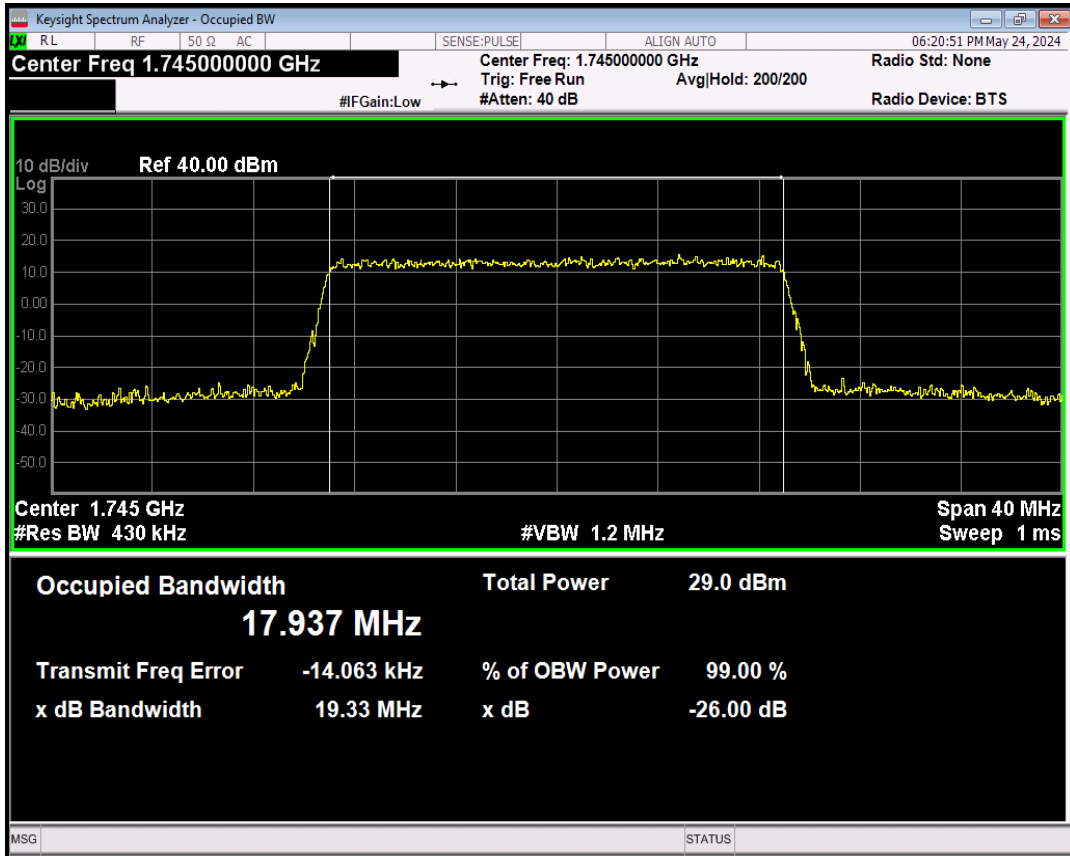 Keysight Spectrum Analyzer - Occupied BW
LXI RL RF 50 Ω AC SENSE:PULSE ALIGN AUTO 06:20:51 PM May 24, 2024
Center Freq 1.745000000 GHz Center Freq: 1.745000000 GHz Radio Std: None
Trig: Free Run Avg|Hold: 200/200
#IFGain:Low #Atten: 40 dB Radio Device: BTS
10 dB/div Ref 40.00 dBm
Log
30.0
20.0
10.0
0.00
-10.0
-20.0
-30.0
-40.0
-50.0
Center 1.745 GHz Span 40 MHz
#Res BW 430 kHz #VBW 1.2 MHz Sweep 1 ms
Occupied Bandwidth Total Power 29.0 dBm
17.937 MHz
Transmit Freq Error -14.063 kHz % of OBW Power 99.00 %
x dB Bandwidth 19.33 MHz x dB -26.00 dB
MSG STATUS